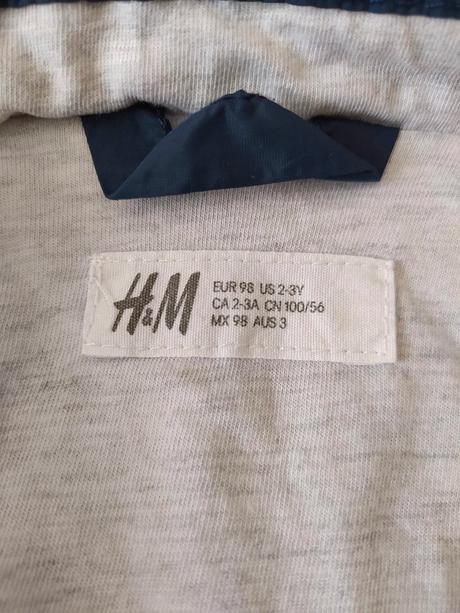 H&M
EUR 98 US 2-3Y
CA 2-3A CN 100/56
MX 98 AUS 3